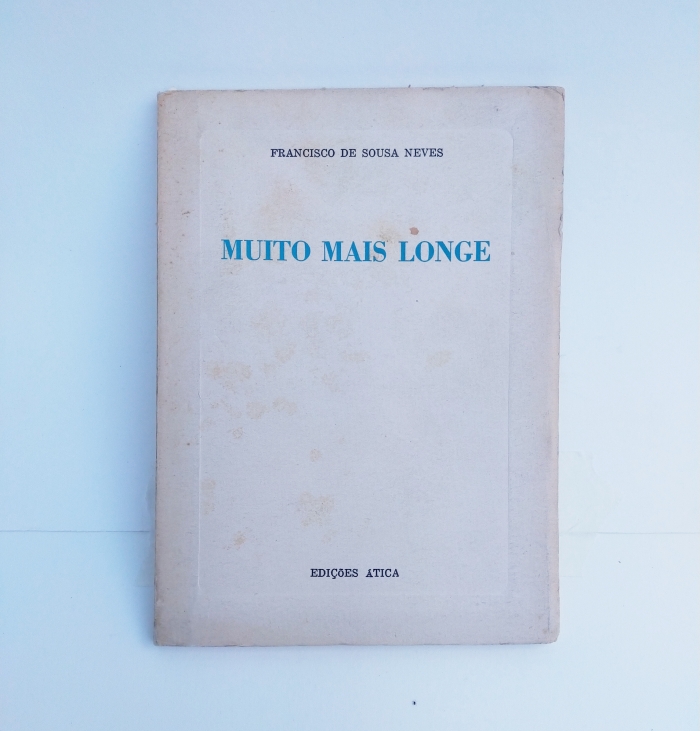 FRANCISCO DE SOUSA NEVES
MUITO MAIS LONGE
EDIÇÕES ÁTICA